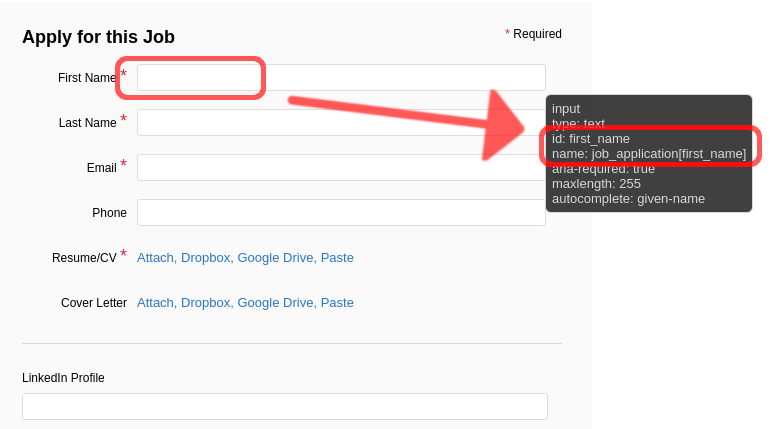 Apply for this Job
* Required
First Name *
Last Name *
Email *
Phone
Resume/CV * Attach, Dropbox, Google Drive, Paste
Cover Letter Attach, Dropbox, Google Drive, Paste
LinkedIn Profile
input
type: text
id: first_name
name: job_application[first_name]
aria-required: true
maxlength: 255
autocomplete: given-name